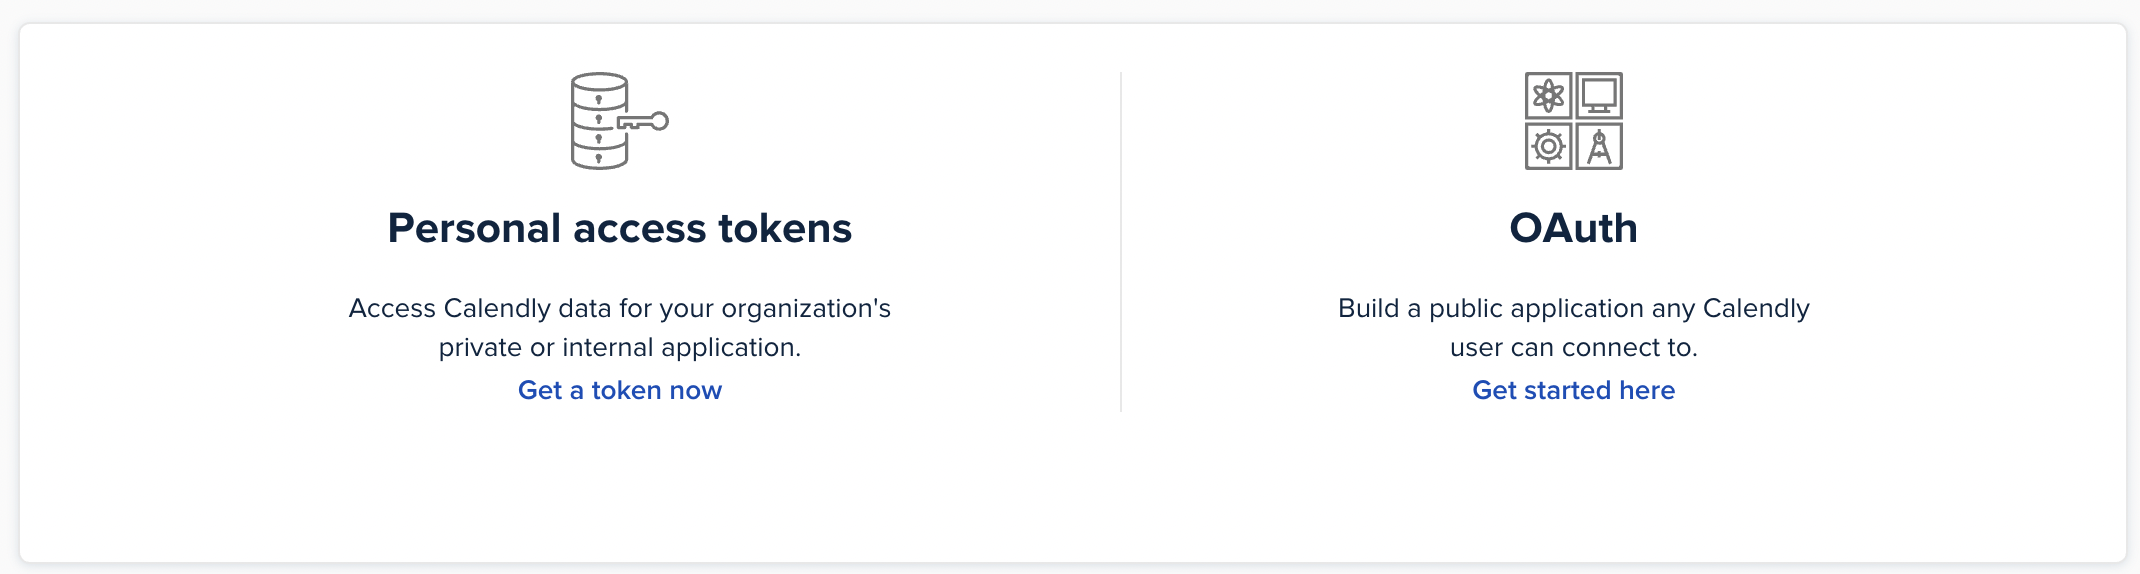 Personal access tokens
Access Calendly data for your organization's
private or internal application.
Get a token now
OAuth
Build a public application any Calendly
user can connect to.
Get started here